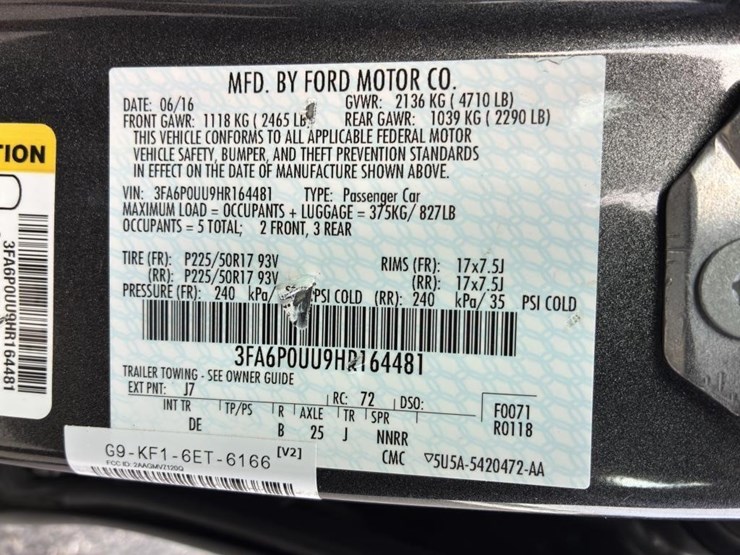 MFD. BY FORD MOTOR CO.
DATE: 06/16 GVWR: 2136 KG ( 4710 LB)
FRONT GAWR: 1118 KG ( 2465 LB REAR GAWR: 1039 KG ( 2290 LB)
THIS VEHICLE CONFORMS TO ALL APPLICABLE FEDERAL MOTOR
VEHICLE SAFETY, BUMPER, AND THEFT PREVENTION STANDARDS
IN EFFECT ON THE DATE OF MANUFACTURE SHOWN ABOVE.
VIN: 3FA6P0UU9HR164481 TYPE: Passenger Car
MAXIMUM LOAD = OCCUPANTS + LUGGAGE = 375KG/ 827LB
OCCUPANTS = 5 TOTAL; 2 FRONT, 3 REAR
TIRE (FR): P225/50R17 93V RIMS (FR): 17x7.5J
(RR): P225/50R17 93V (RR): 17x7.5J
PRESSURE (FR): 240 kPa PSI COLD (RR): 240 kPa/ 35 PSI COLD
3FA6P0UU9HR164481
TRAILER TOWING - SEE OWNER GUIDE
EXT PNT: J7 RC: 72 DSO:
INT TR TP/PS R AXLE TR SPR F0071
DE B 25 J NNRR R0118
CMC ▽5U5A-5420472-AA
G9-KF1-6ET-6166 [V2]
FCC ID: 2AAQMV7120G
TION
3FA6P0UU9HR164481